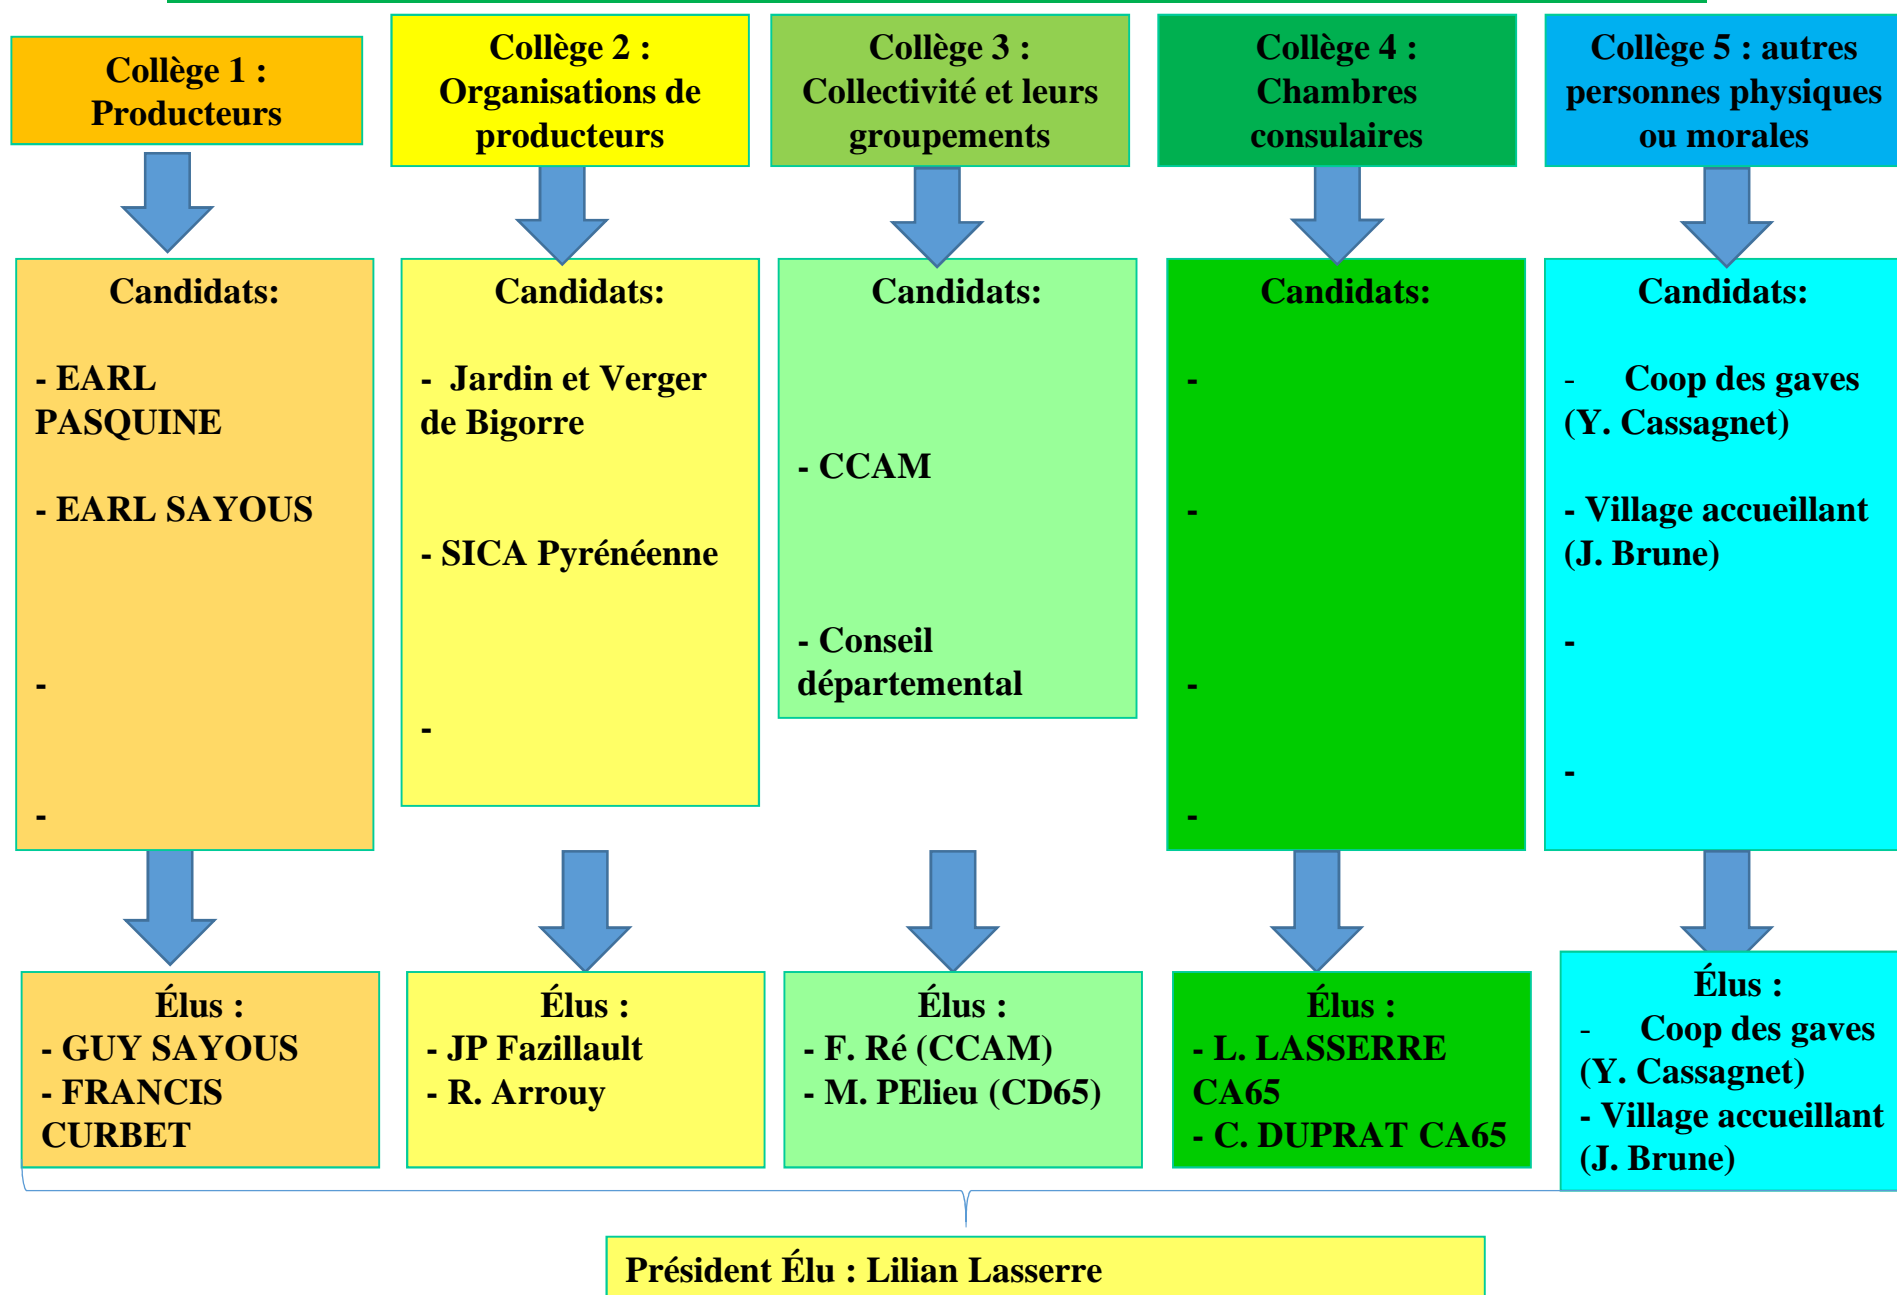 Collège 1 :
Producteurs
Collège 2 :
Organisations de
producteurs
Collège 3 :
Collectivité et leurs
groupements
Collège 4 :
Chambres
consulaires
Collège 5 : autres
personnes physiques
ou morales
Candidats:
- EARL
PASQUINE
- EARL SAYOUS
-
-
Candidats:
- Jardin et Verger
de Bigorre
- SICA Pyrénéenne
-
Candidats:
- CCAM
- Conseil
départemental
Candidats:
-
-
-
-
Candidats:
- Coop des gaves
(Y. Cassagnet)
- Village accueillant
(J. Brune)
-
-
Élus :
- GUY SAYOUS
- FRANCIS
CURBET
Élus :
- JP Fazillault
- R. Arrouy
Élus :
- F. Ré (CCAM)
- M. PElieu (CD65)
Élus :
- L. LASSERRE
CA65
- C. DUPRAT CA65
Élus :
- Coop des gaves
(Y. Cassagnet)
- Village accueillant
(J. Brune)
Président Élu : Lilian Lasserre